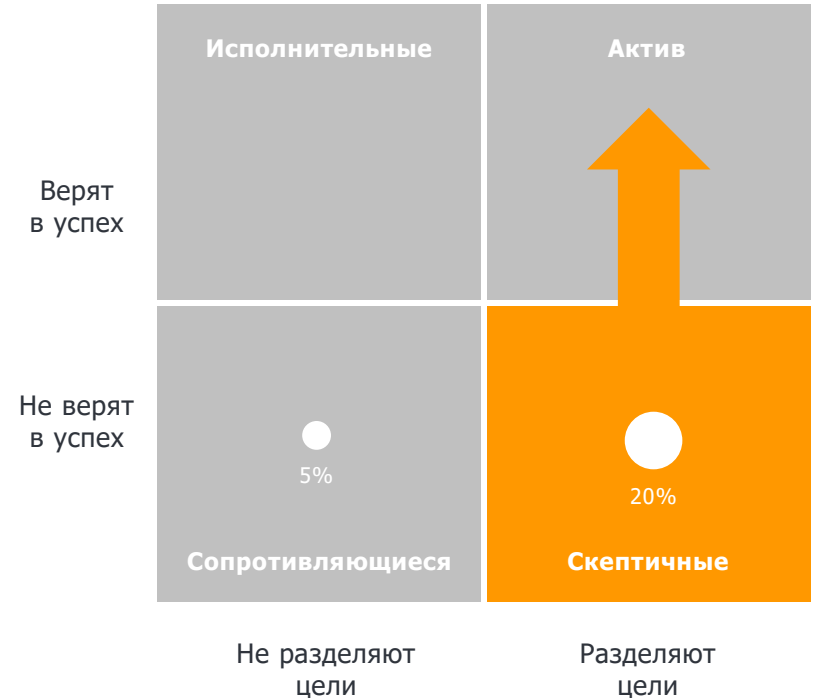 Исполнительные
Актив
Верят
в успех
Не верят
в успех
5%
20%
Сопротивляющиеся
Скептичные
Не разделяют
цели
Разделяют
цели